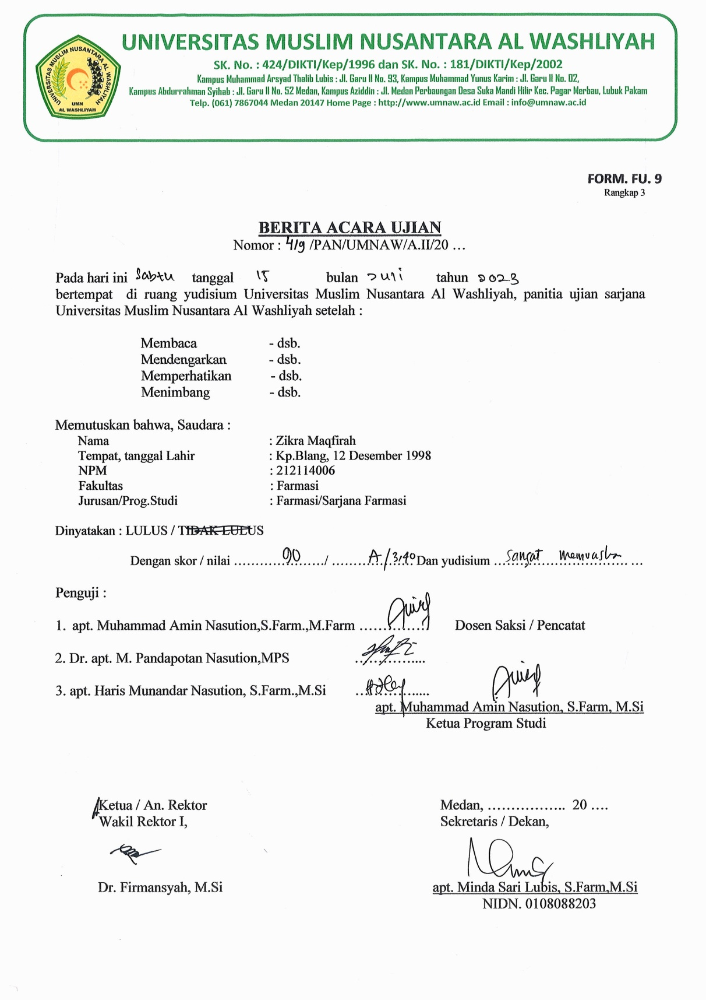 UNIVERSITAS MUSLIM NUSANTARA AL WASHLIYAH
SK. No. : 424/DIKTI/Kep/1996 dan SK. No. : 181/DIKTI/Kep/2002
Kampus Muhammad Arsyad Thalib Lubis : Jl. Garu II No. 93, Kampus Muhammad Yunus Karim : Jl. Garu II No. 02,
Kampus Abdurrahman Syihab : Jl. Garu II No. 52 Medan, Kampus Aziddin : Jl. Medan Perbaungan Desa Suka Mandi Hilir Kec. Pagar Merbau, Lubuk Pakam
Telp. (061) 7867044 Medan 20147 Home Page : http://www.umnaw.ac.id Email : info@umnaw.ac.id
UNIVERSITAS MUSLIM NUSANTARA AL WASHLIYAH
UMN
AL WASHLIYAH
FORM. FU. 9
Rangkap 3
BERITA ACARA UJIAN
Nomor : 419 /PAN/UMNAW/A.II/20 ...
Pada hari ini Sabtu tanggal 15 bulan Juli tahun 2023
bertempat di ruang yudisium Universitas Muslim Nusantara Al Washliyah, panitia ujian sarjana
Universitas Muslim Nusantara Al Washliyah setelah :
Membaca - dsb.
Mendengarkan - dsb.
Memperhatikan - dsb.
Menimbang - dsb.
Memutuskan bahwa, Saudara :
Nama : Zikra Maqfirah
Tempat, tanggal Lahir : Kp.Blang, 12 Desember 1998
NPM : 212114006
Fakultas : Farmasi
Jurusan/Prog.Studi : Farmasi/Sarjana Farmasi
Dinyatakan : LULUS / TIDAK LULUS
Dengan skor / nilai ........... 90 ......./ ........ A / 3,90 Dan yudisium ... Sangat memuaskan ...
Penguji :
1. apt. Muhammad Amin Nasution,S.Farm.,M.Farm ............... Dosen Saksi / Pencatat
2. Dr. apt. M. Pandapotan Nasution,MPS ...............
3. apt. Haris Munandar Nasution, S.Farm.,M.Si ...............
apt. Muhammad Amin Nasution, S.Farm, M.Si
Ketua Program Studi
Ketua / An. Rektor Medan, ................. 20 ....
Wakil Rektor I, Sekretaris / Dekan,
Dr. Firmansyah, M.Si apt. Minda Sari Lubis, S.Farm,M.Si
NIDN. 0108088203